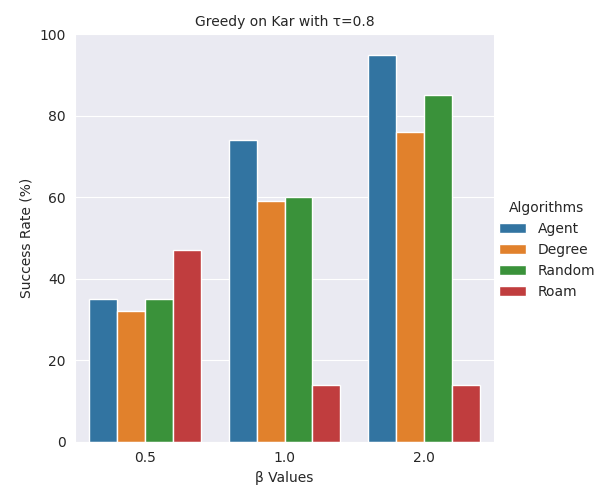 Greedy on Kar with τ=0.8
100
80
60
40
20
0
Success Rate (%)
0.5
1.0
2.0
β Values
Algorithms
Agent
Degree
Random
Roam